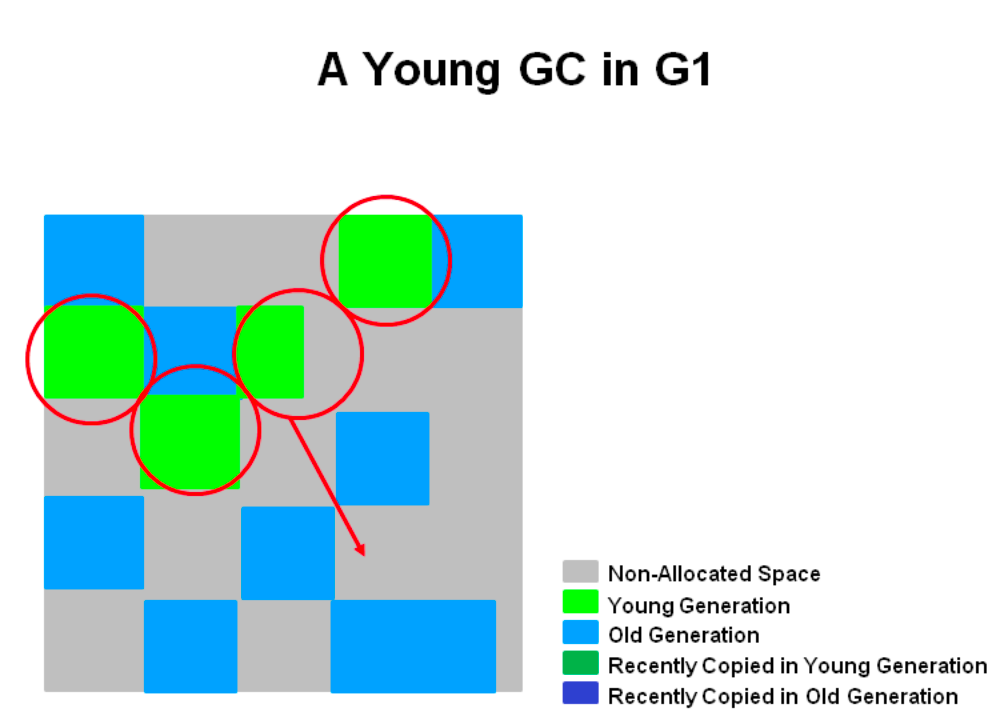 A Young GC in G1
Non-Allocated Space
Young Generation
Old Generation
Recently Copied in Young Generation
Recently Copied in Old Generation